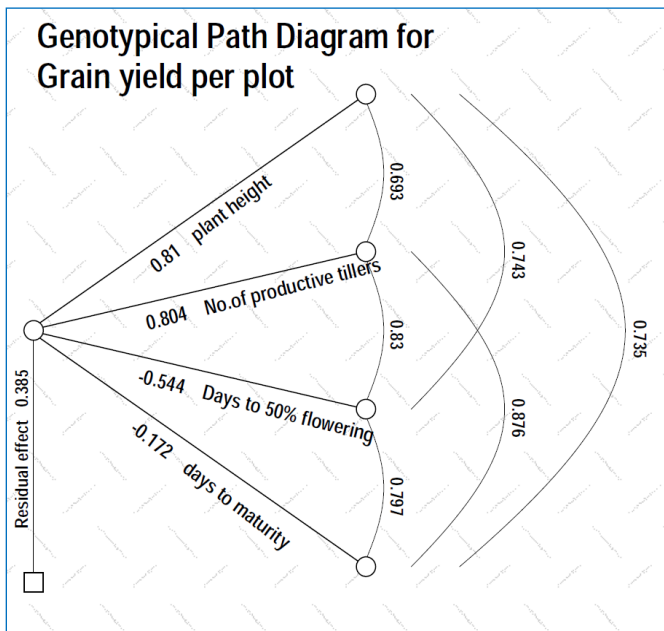 Genotypical Path Diagram for
Grain yield per plot
0.81 plant height
0.804 No.of productive tillers
-0.544 Days to 50% flowering
-0.172 days to maturity
Residual effect 0.385
0.693
0.83
0.797
0.743
0.876
0.735